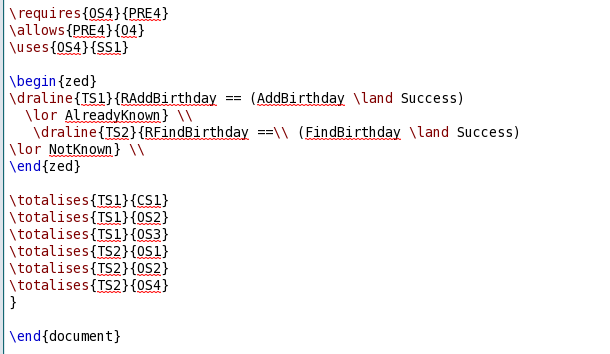 \requires{OS4}{PRE4}
\allows{PRE4}{O4}
\uses{OS4}{SS1}
\begin{zed}
\draline{TS1}{RAddBirthday == (AddBirthday \land Success)
\lor AlreadyKnown} \\
\draline{TS2}{RFindBirthday ==\\ (FindBirthday \land Success)
\lor NotKnown} \\
\end{zed}
\totalises{TS1}{CS1}
\totalises{TS1}{OS2}
\totalises{TS1}{OS3}
\totalises{TS2}{OS1}
\totalises{TS2}{OS2}
\totalises{TS2}{OS4}
}
\end{document}